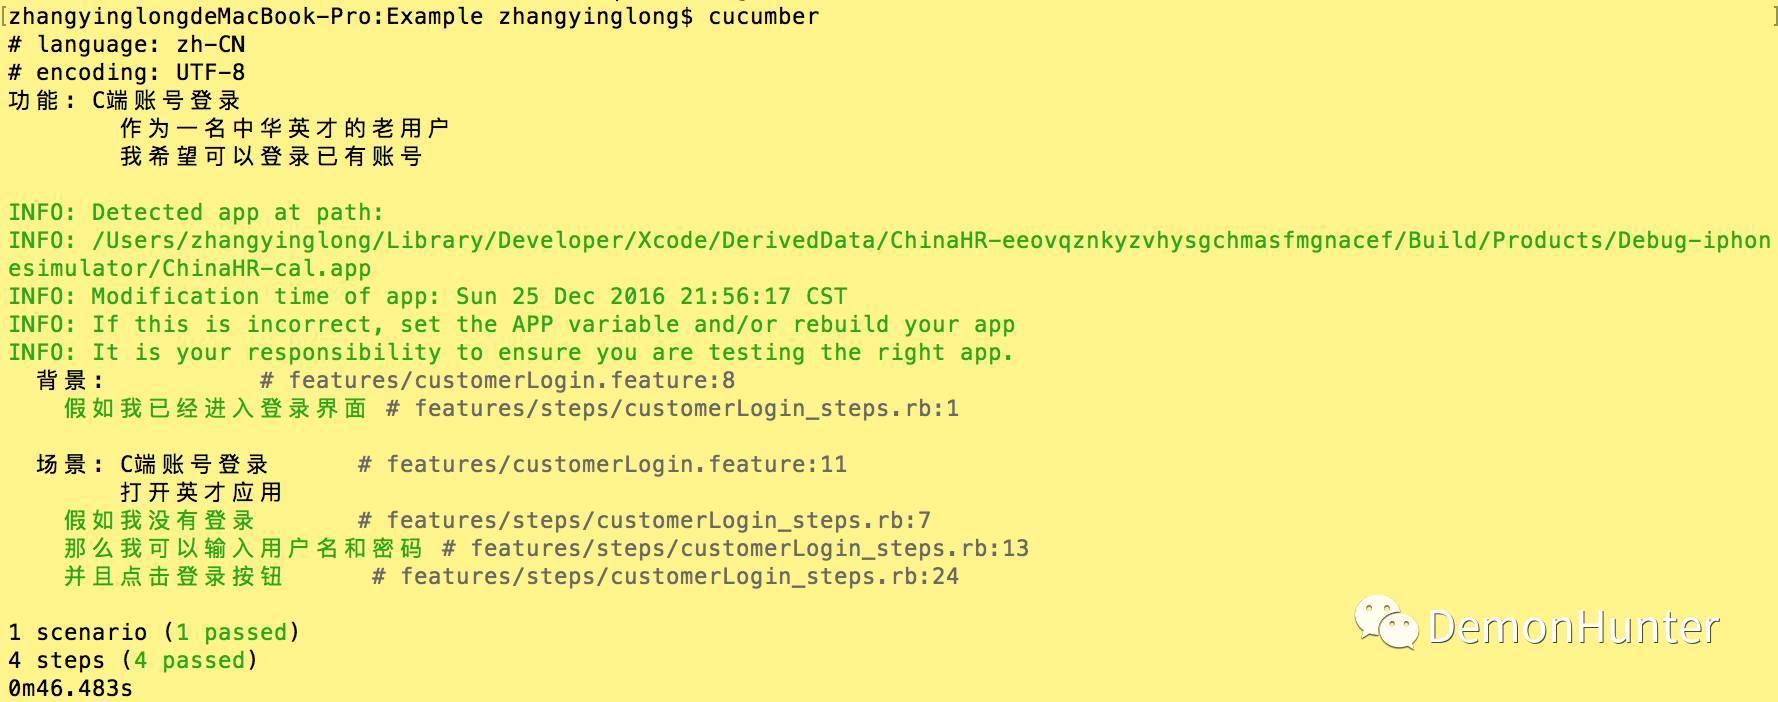 [zhangyinglongdeMacBook-Pro:Example zhangyinglong$ cucumber ]
# language: zh-CN
# encoding: UTF-8
功能: C端账号登录
作为一名中华英才的老用户
我希望可以登录已有账号
INFO: Detected app at path:
INFO: /Users/zhangyinglong/Library/Developer/Xcode/DerivedData/ChinaHR-eeovqznkyzvhysgchmasfmgnacef/Build/Products/Debug-iphon
esimulator/ChinaHR-cal.app
INFO: Modification time of app: Sun 25 Dec 2016 21:56:17 CST
INFO: If this is incorrect, set the APP variable and/or rebuild your app
INFO: It is your responsibility to ensure you are testing the right app.
背景: # features/customerLogin.feature:8
假如我已经进入登录界面 # features/steps/customerLogin_steps.rb:1
场景: C端账号登录 # features/customerLogin.feature:11
打开英才应用
假如我没有登录 # features/steps/customerLogin_steps.rb:7
那么我可以输入用户名和密码 # features/steps/customerLogin_steps.rb:13
并且点击登录按钮 # features/steps/customerLogin_steps.rb:24
1 scenario (1 passed)
4 steps (4 passed)
0m46.483s
DemonHunter